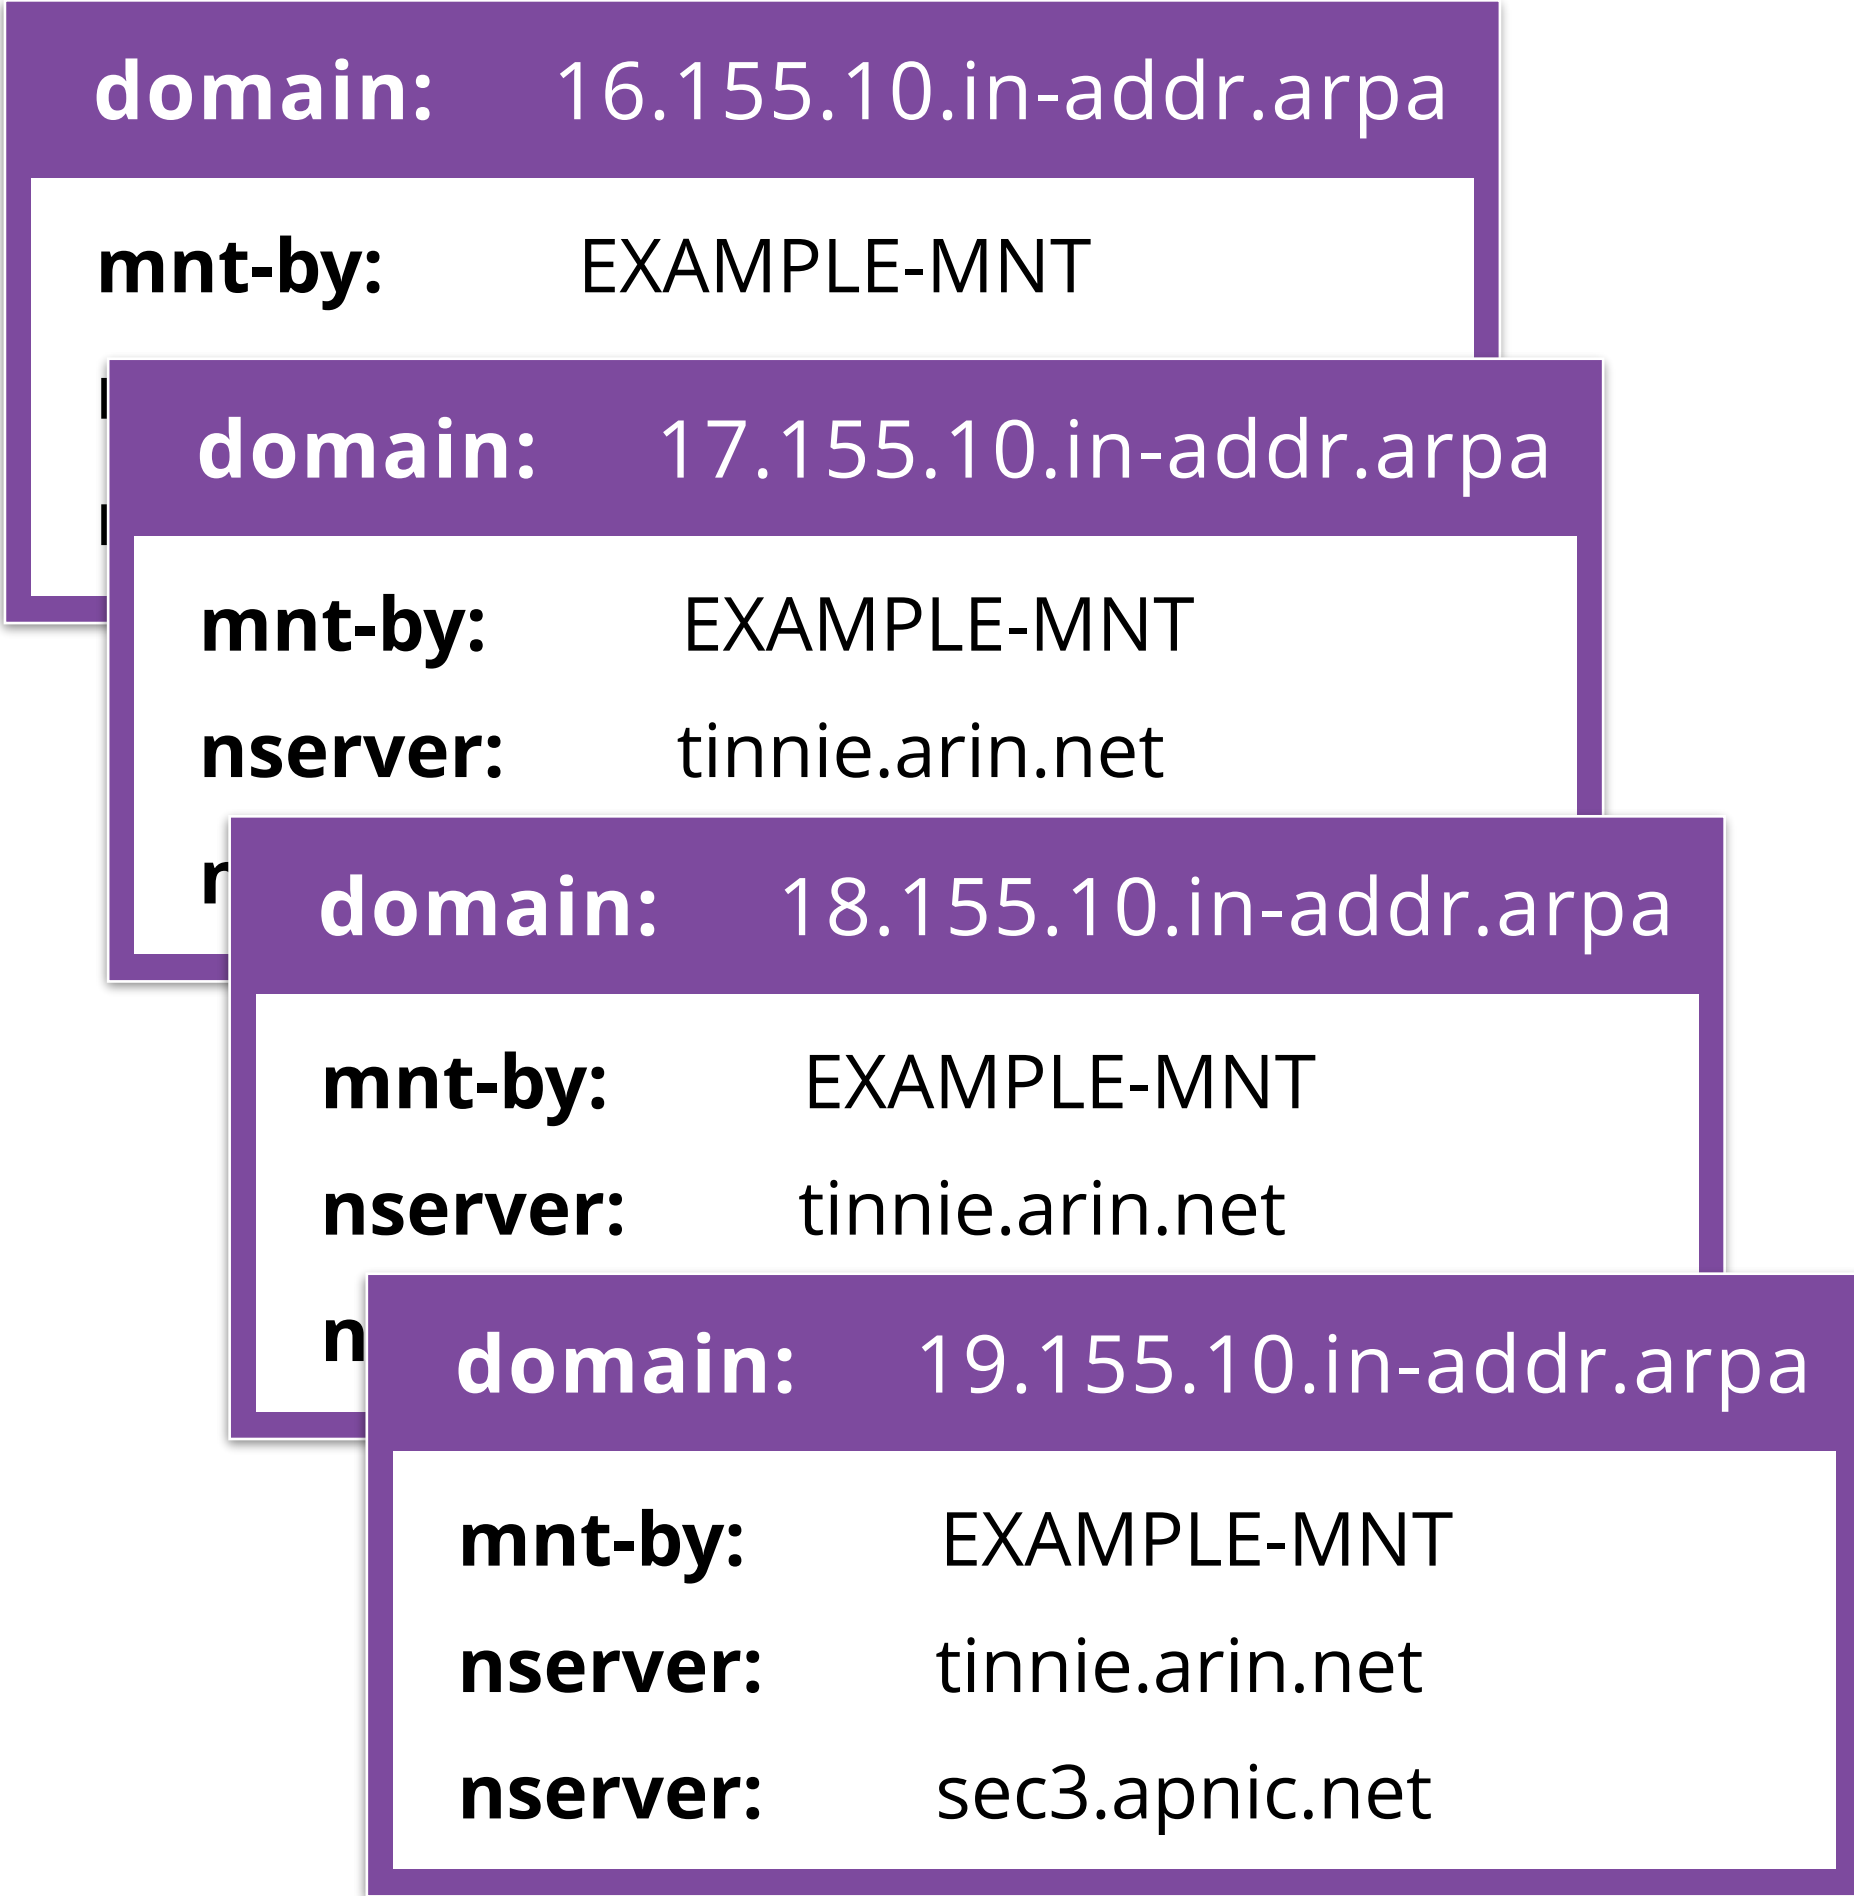 domain: 16.155.10.in-addr.arpa
mnt-by: EXAMPLE-MNT
domain: 17.155.10.in-addr.arpa
mnt-by: EXAMPLE-MNT
nserver: tinnie.arin.net
domain: 18.155.10.in-addr.arpa
mnt-by: EXAMPLE-MNT
nserver: tinnie.arin.net
domain: 19.155.10.in-addr.arpa
mnt-by: EXAMPLE-MNT
nserver: tinnie.arin.net
nserver: sec3.apnic.net